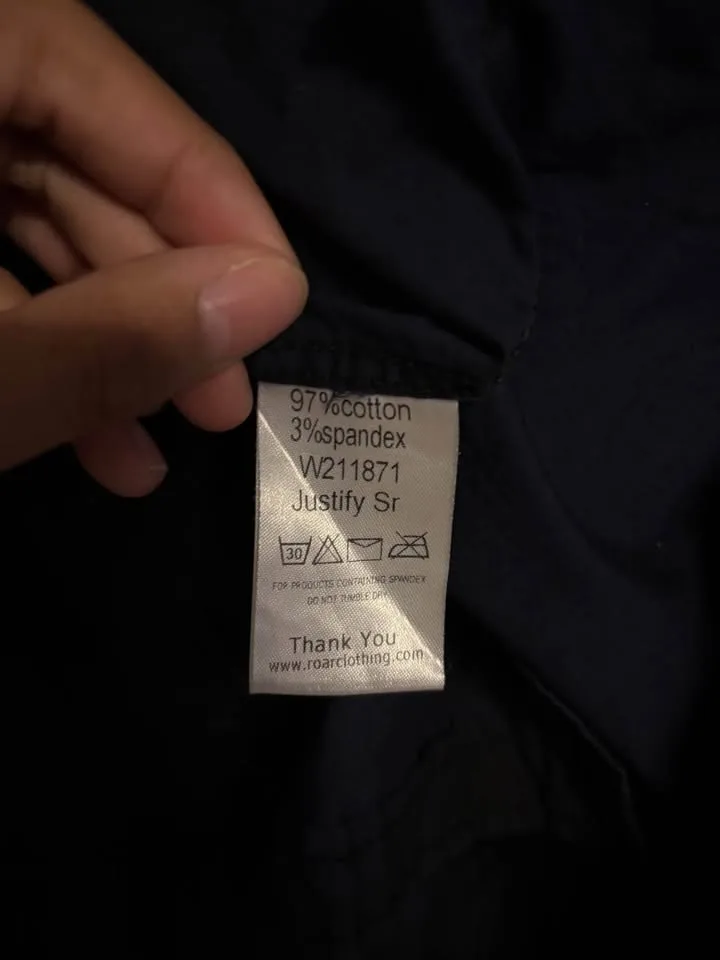 97%cotton
3%spandex
W211871
Justify Sr
30
FOR PRODUCTS CONTAINING SPANDEX
DO NOT TUMBLE DRY
Thank You
www.roarclothing.com